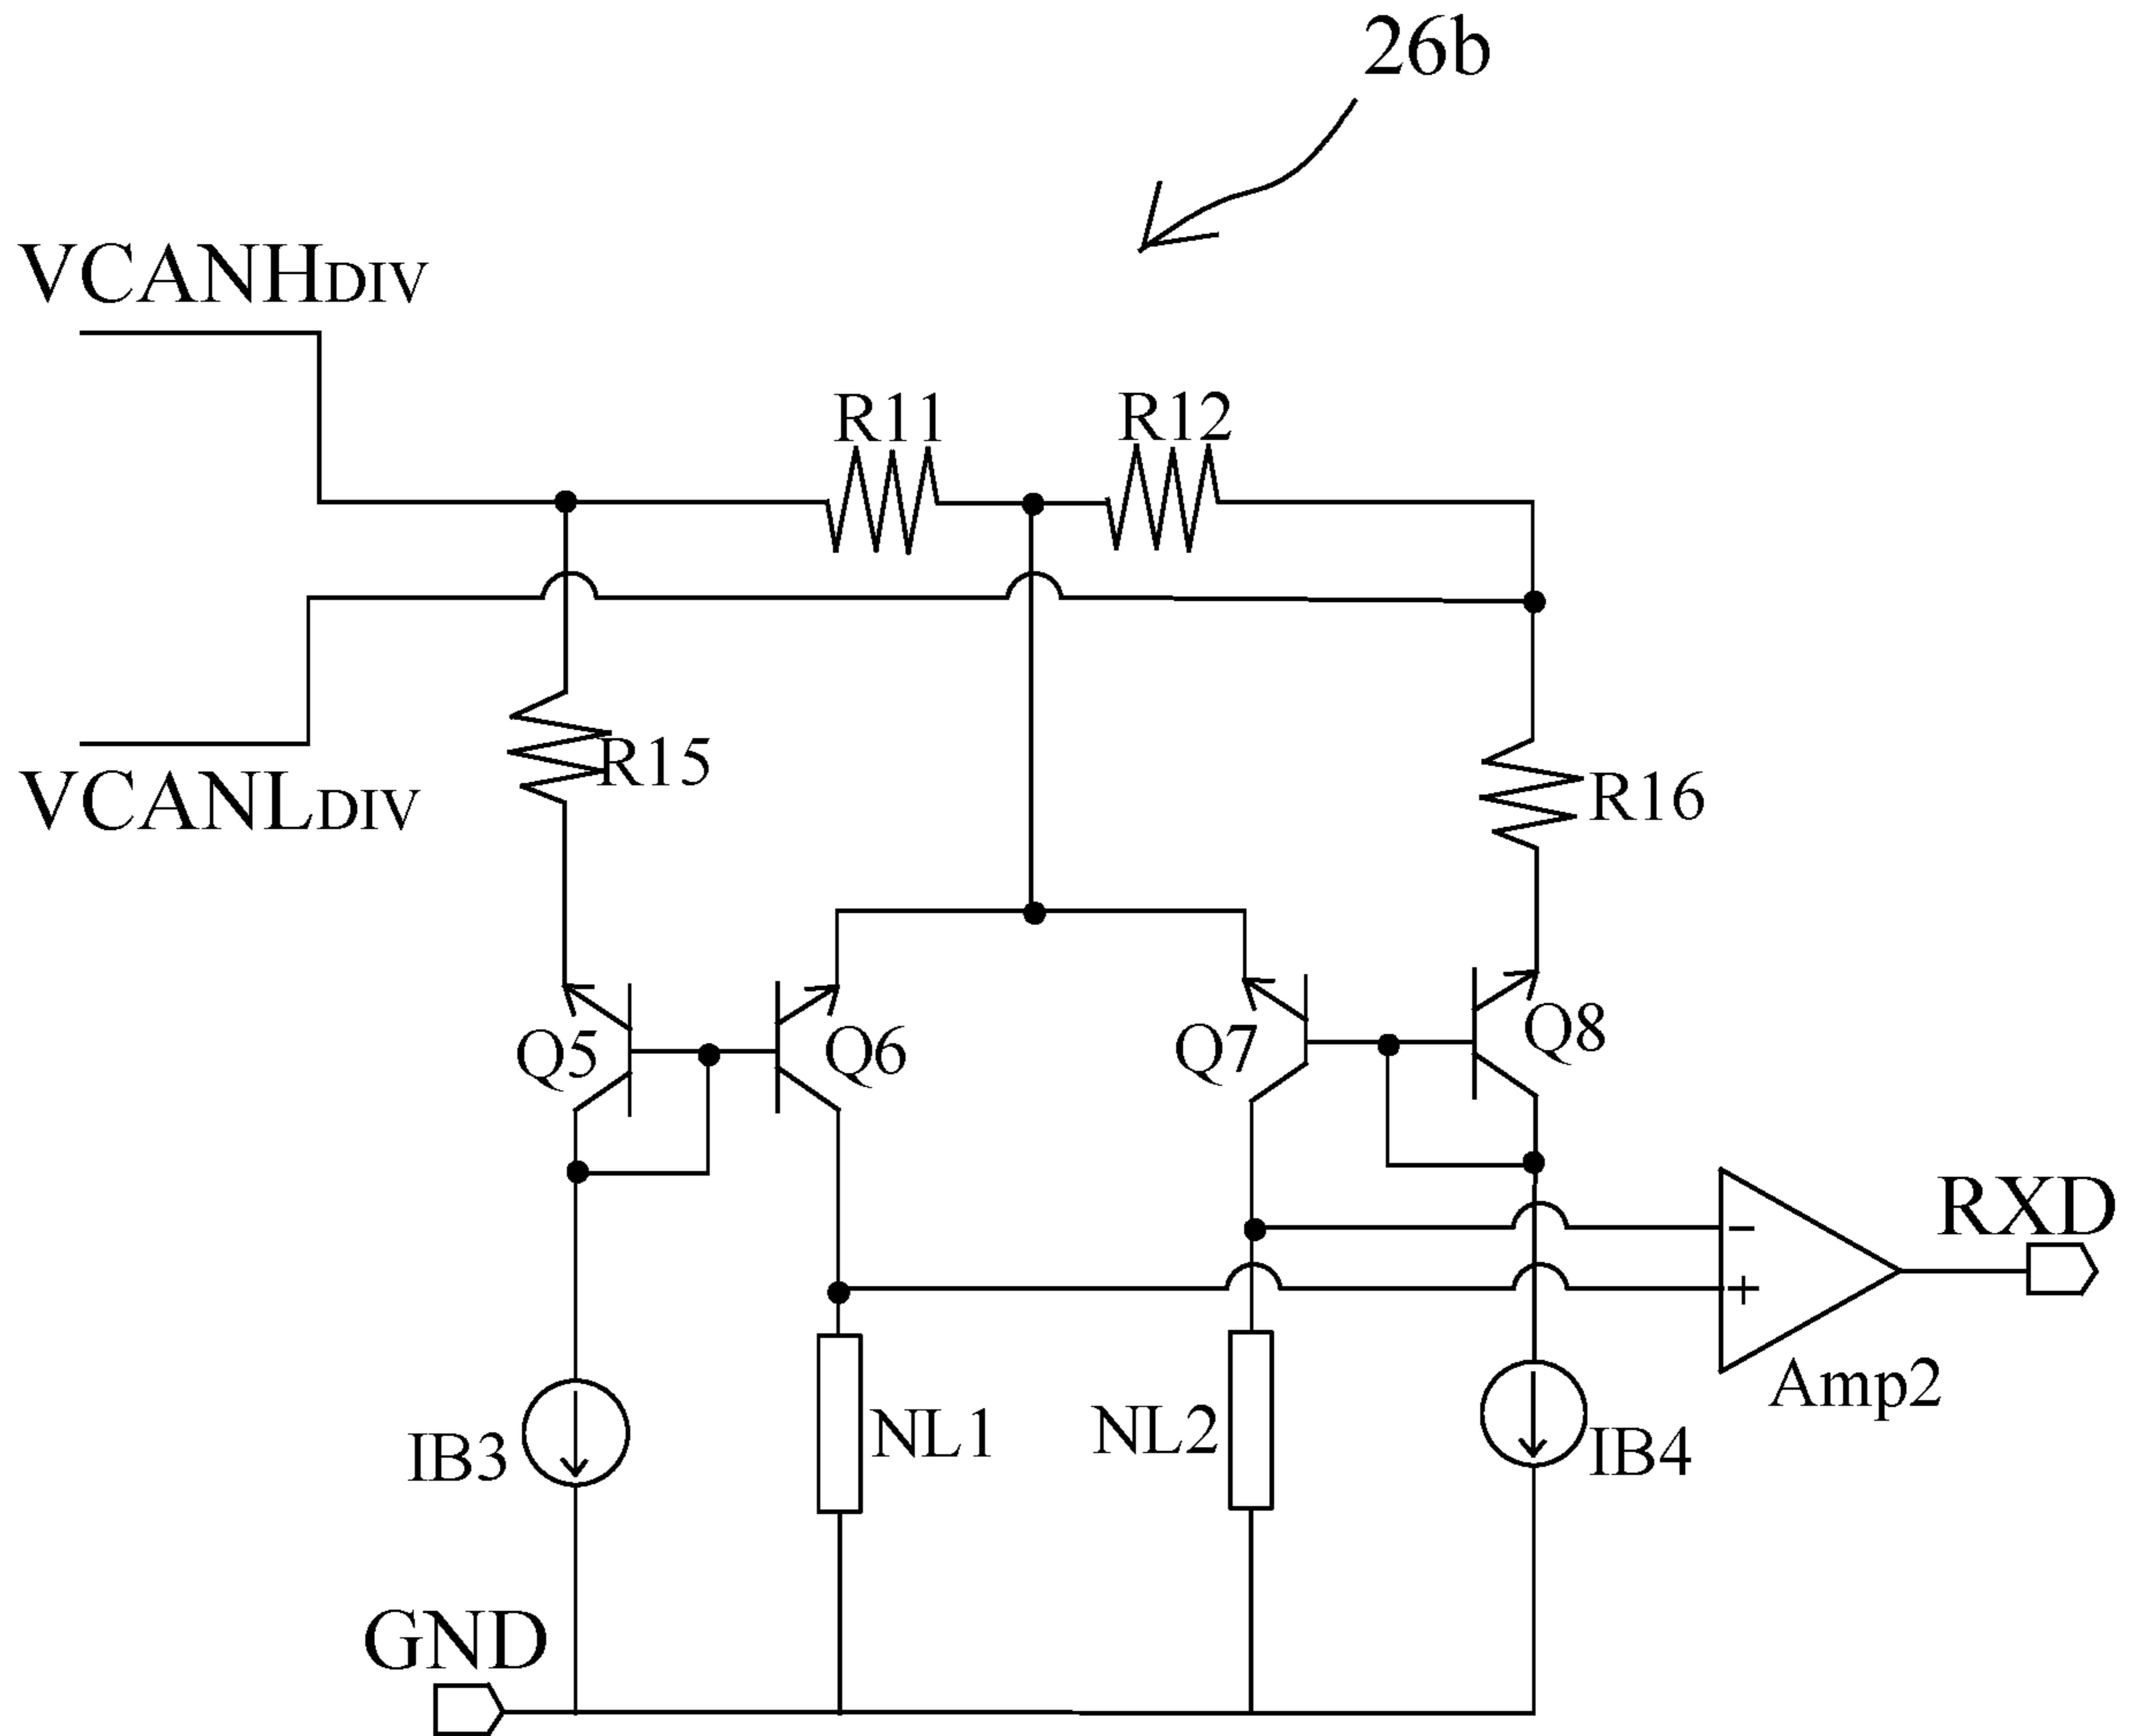 26b
VCANHDIV
R11
R12
R15
VCANLDIV
R16
Q5
Q6
Q7
Q8
RXD
-
+
Amp2
IB3
NL1
NL2
IB4
GND